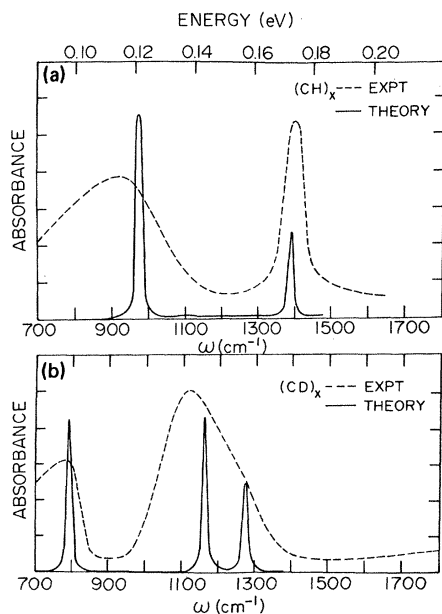 ENERGY (eV)
0.10 0.12 0.14 0.16 0.18 0.20
(a)
(CH)x --- EXPT
— THEORY
ABSORBANCE
700 900 1100 1300 1500 1700
ω(cm⁻¹)
(b)
(CD)x --- EXPT
— THEORY
ABSORBANCE
700 900 1100 1300 1500 1700
ω(cm⁻¹)